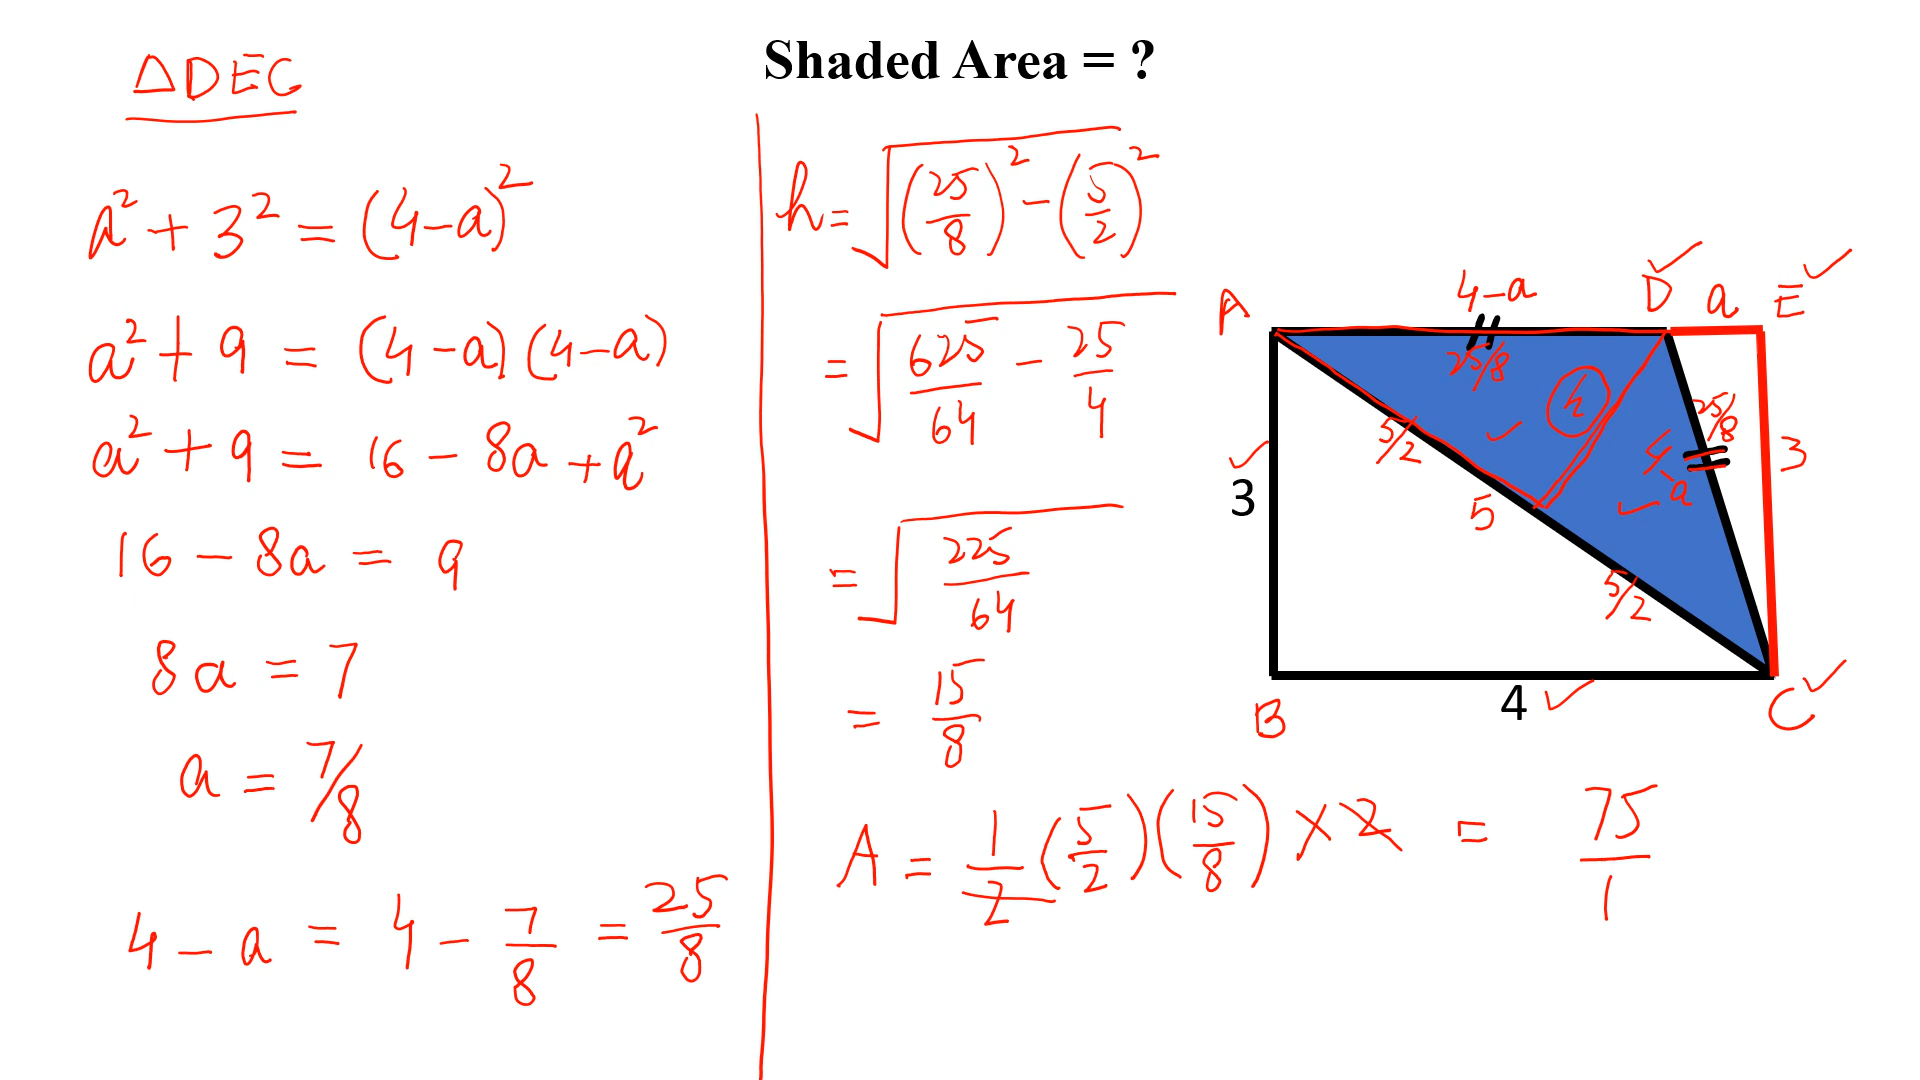 Shaded Area = ?
△DEC
a² + 3² = (4-a)²
a² + 9 = (4-a)(4-a)
a² + 9 = 16 - 8a + a²
16 - 8a = 9
8a = 7
a = 7/8
4 - a = 4 - 7/8 = 25/8
h = √((25/8)² - (5/2)²)
= √(625/64 - 25/4)
= √(225/64)
= 15/8
A = 1/2 (5/2)(15/8) × 2 = 75/1
A 4-a D a E
25/8 h 25/8
5/2 4-a 3
3 5
5/2
B 4 C